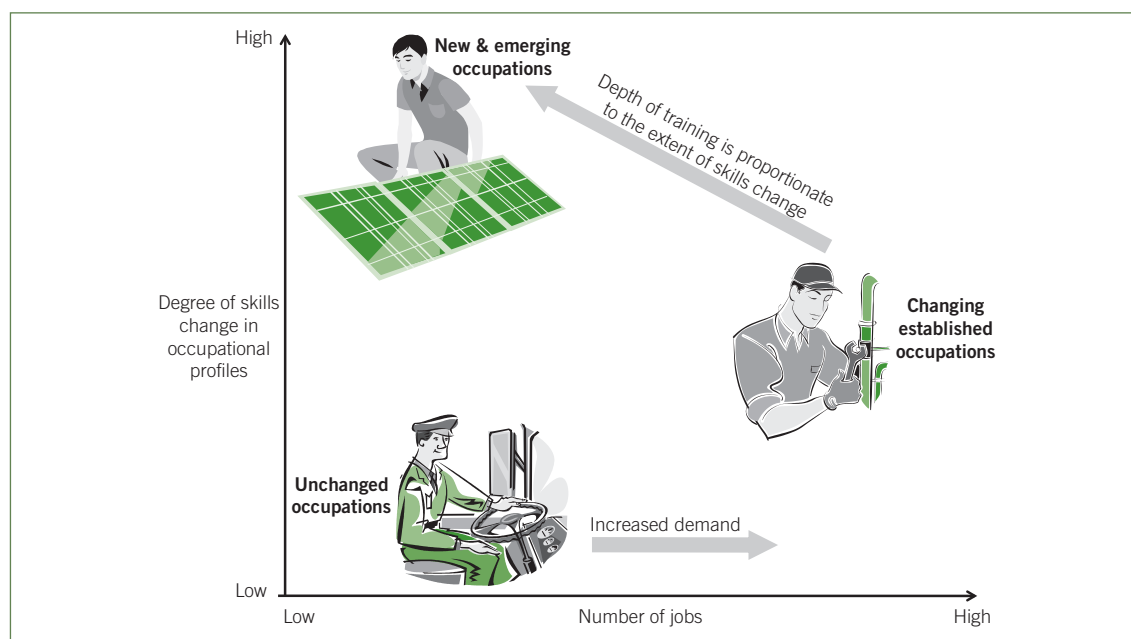 High
New & emerging
occupations
Depth of training is proportionate
to the extent of skills change
Degree of skills
change in
occupational
profiles
Changing
established
occupations
Unchanged
occupations
Increased demand
Low
Low
Number of jobs
High